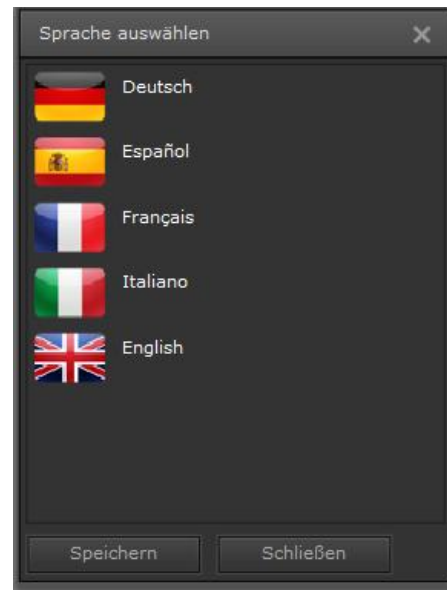 Sprache auswählen
Deutsch
Español
Français
Italiano
English
Speichern Schließen